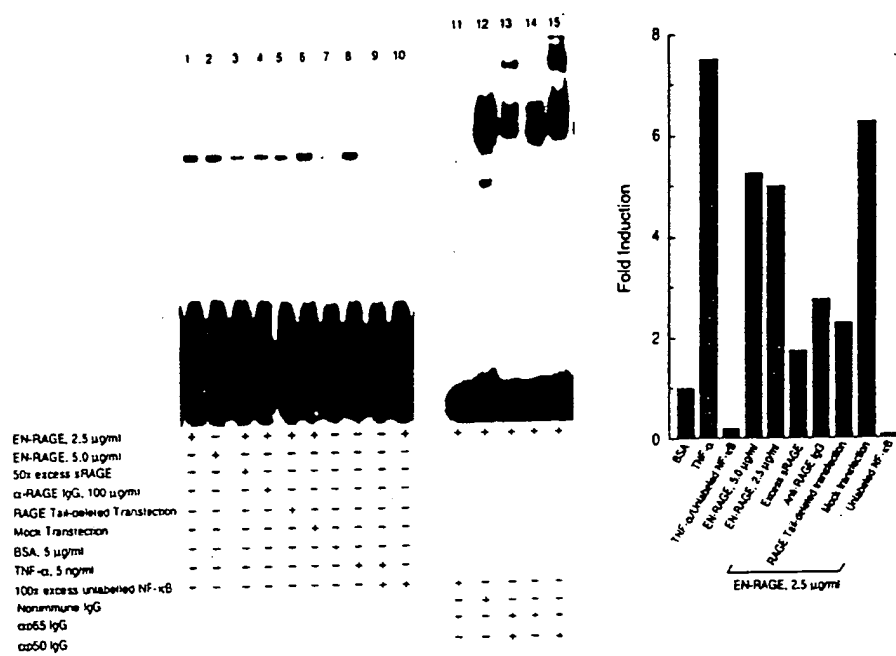 1 2 3 4 5 6 7 8 9 10
11 12 13 14 15
EN-RAGE, 2.5 µg/ml + – + + + + – – – + + + + + +
EN-RAGE, 5.0 µg/ml – + – – – – – – – –
50x excess sRAGE – – + – – – – – – –
α-RAGE IgG, 100 µg/ml – – – + – – – – – –
RAGE Tail-deleted Transfection – – – – + – – – – –
Mock Transfection – – – – – + – – – –
BSA, 5 µg/ml – – – – – – + – – –
TNF-α, 5 ng/ml – – – – – – – + + –
100x excess unlabelled NF-κB – – – – – – – – + + + – – – –
Nonimmune IgG – + – – –
αp65 IgG – – + + –
αp50 IgG – – + – +
Fold Induction
8
6
4
2
0
BSA
TNF-α
TNF-α/Unlabeled NF-κB
EN-RAGE, 5.0 µg/ml
EN-RAGE, 2.5 µg/ml
Excess sRAGE
Anti RAGE IgG
RAGE Tail-deleted transfection
Mock transfection
Unlabeled NF-κB
EN-RAGE, 2.5 µg/ml